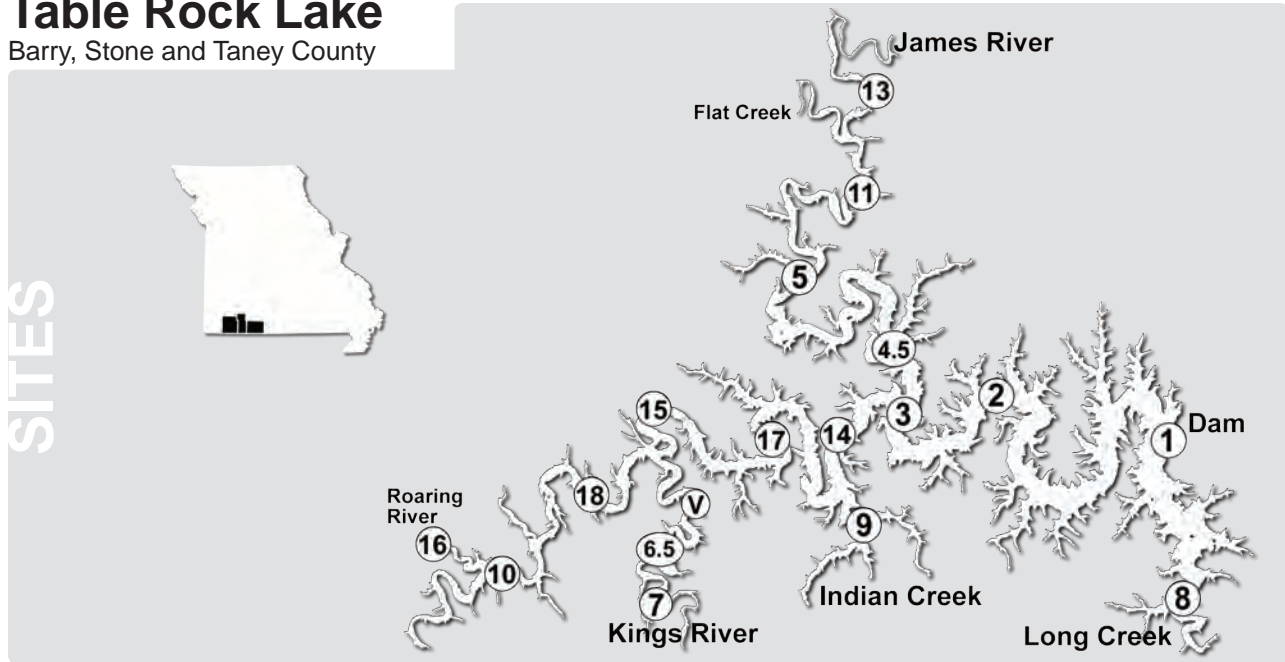 Table Rock Lake
Barry, Stone and Taney County
SITES
James River
13
Flat Creek
11
5
4.5
2
15
3
17
14
Dam
1
Roaring
River
18
V
16
9
6.5
10
Indian Creek
8
7
Kings River
Long Creek